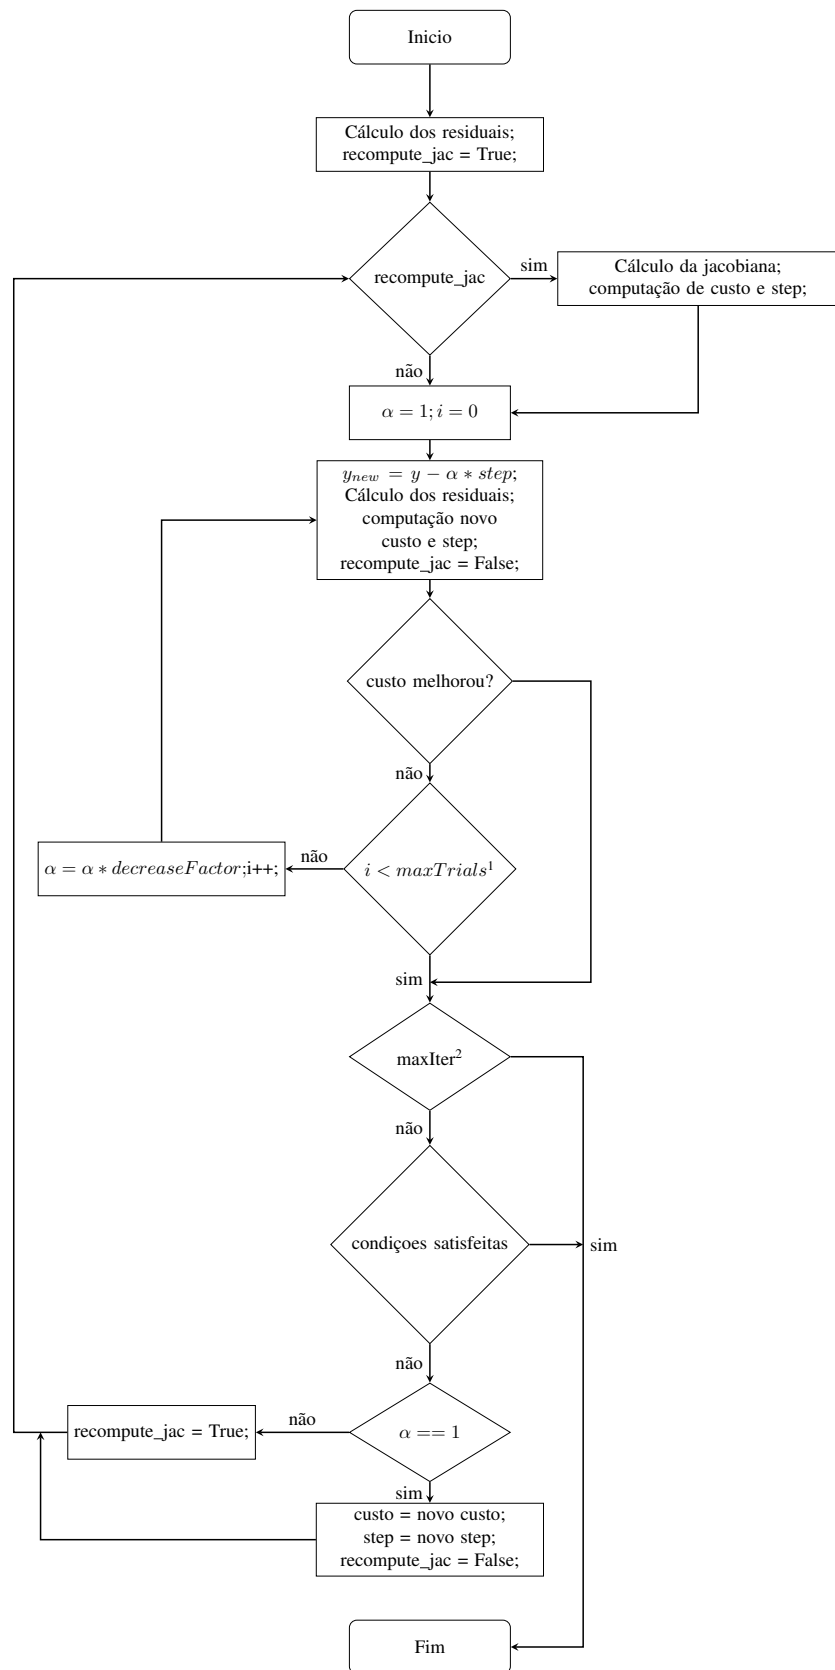 Inicio
Cálculo dos residuais;
recompute_jac = True;
recompute_jac
sim
Cálculo da jacobiana;
computação de custo e step;
não
α = 1; i = 0
y_new = y − α ∗ step;
Cálculo dos residuais;
computação novo
custo e step;
recompute_jac = False;
custo melhorou?
não
i < maxTrials¹
não
α = α ∗ decreaseFactor;i++;
sim
maxIter²
não
condiçoes satisfeitas
sim
não
α == 1
não
recompute_jac = True;
sim
custo = novo custo;
step = novo step;
recompute_jac = False;
Fim